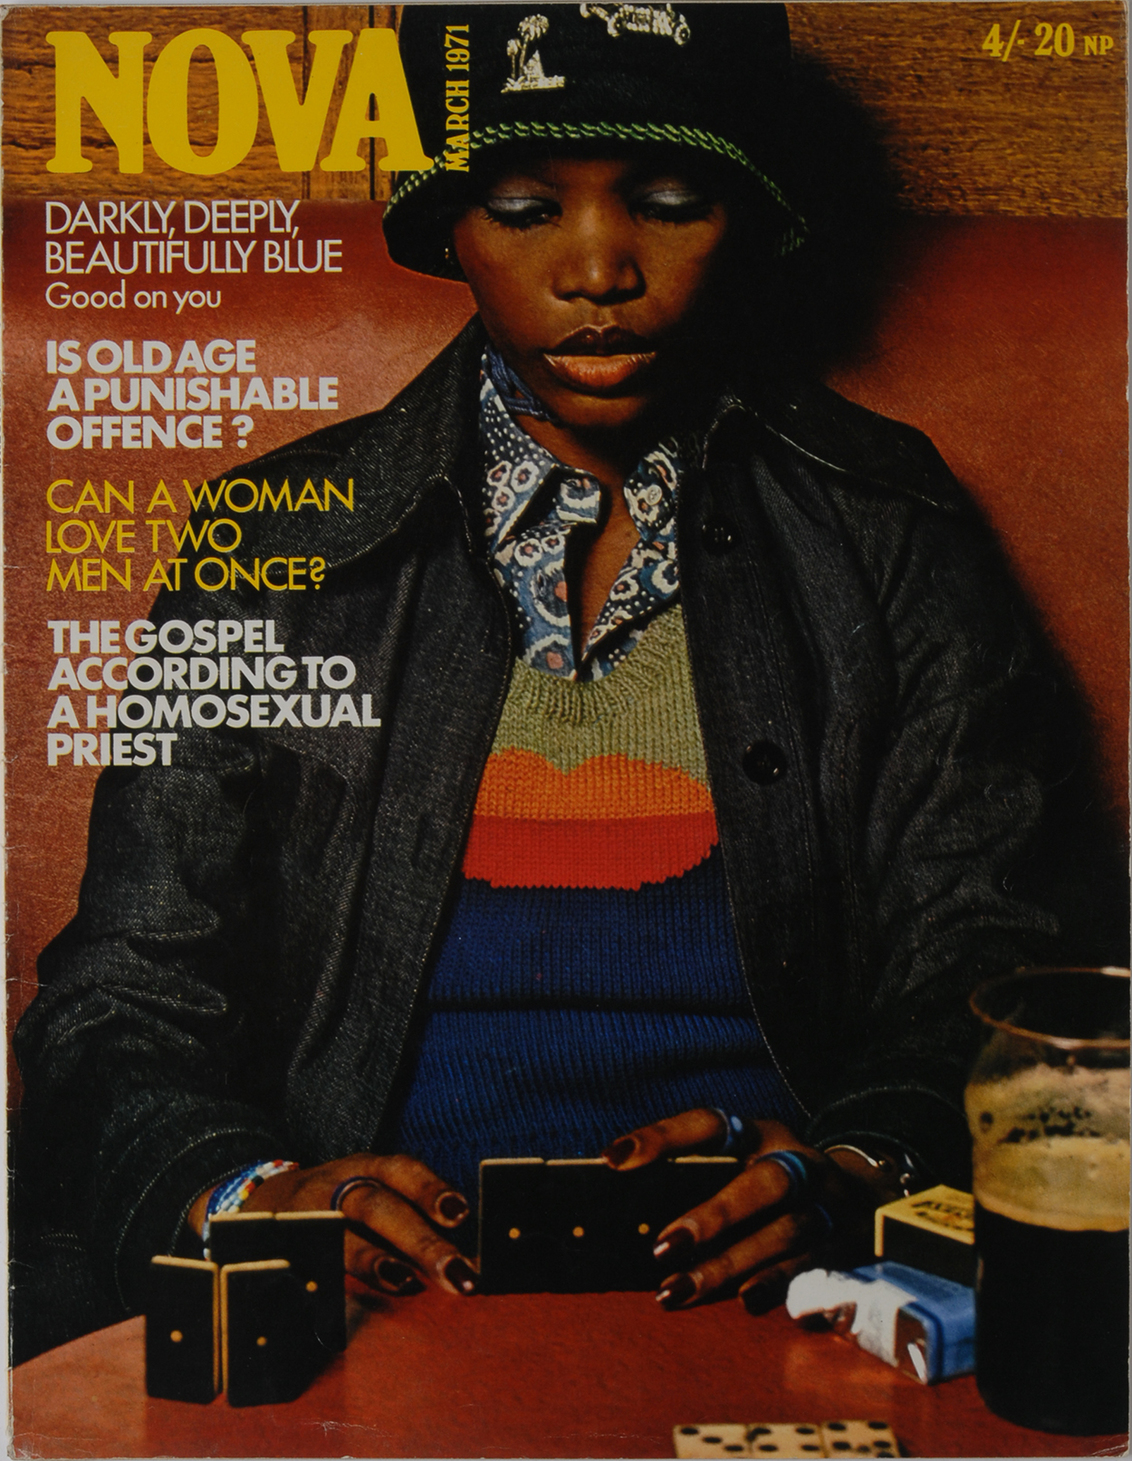 NOVA
MARCH 1971
4/- 20 NP
DARKLY, DEEPLY,
BEAUTIFULLY BLUE
Good on you
IS OLD AGE
A PUNISHABLE
OFFENCE ?
CAN A WOMAN
LOVE TWO
MEN AT ONCE?
THE GOSPEL
ACCORDING TO
A HOMOSEXUAL
PRIEST